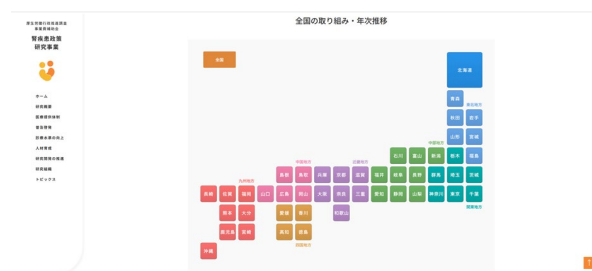 厚生労働行政推進調査
事業費補助金
腎疾患政策
研究事業
ホーム
研究概要
医療提供体制
普及啓発
診療水準の向上
人材育成
研究開発の推進
研究組織
トピックス
全国の取り組み・年次推移
全国
北海道
青森
東北地方
秋田 岩手
山形 宮城
中部地方
石川 富山 新潟 栃木 福島
中国地方 近畿地方
島根 鳥取 兵庫 京都 滋賀 福井 岐阜 長野 群馬 埼玉 茨城
九州地方
長崎 佐賀 福岡 山口 広島 岡山 大阪 奈良 三重 愛知 静岡 山梨 神奈川 東京 千葉
関東地方
熊本 大分 愛媛 香川 和歌山
鹿児島 宮崎 高知 徳島
四国地方
沖縄